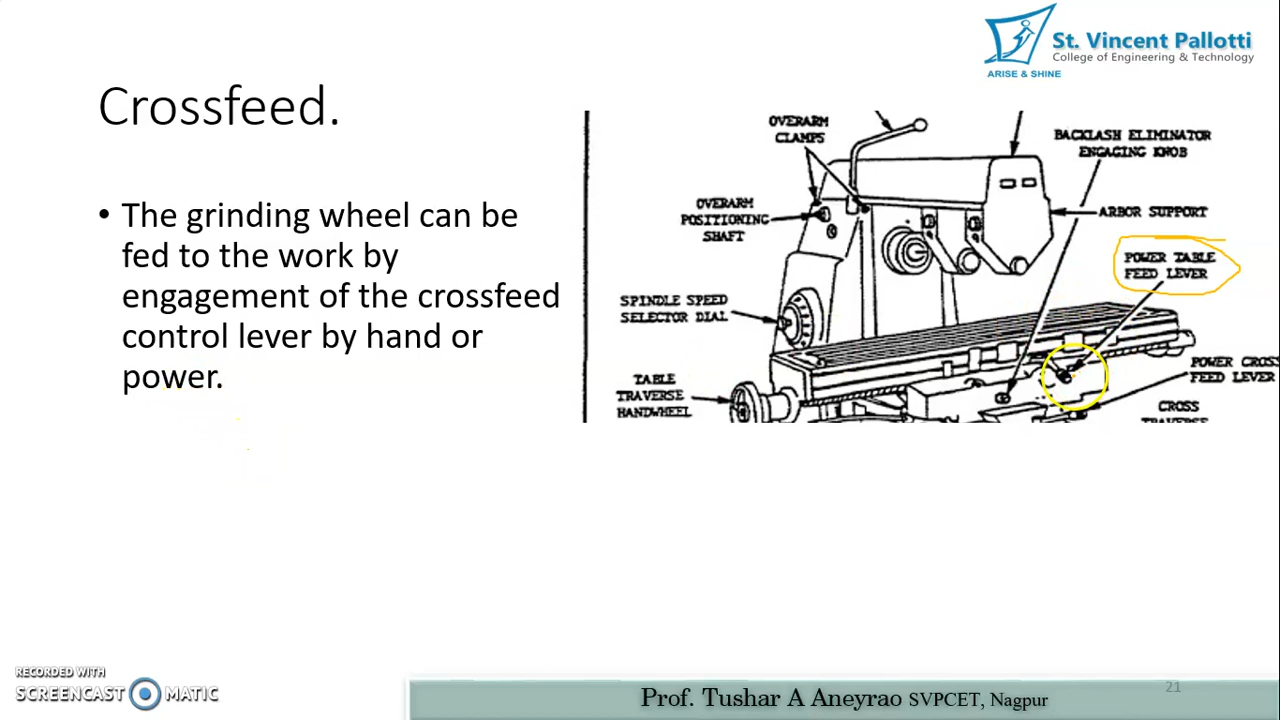 St. Vincent Pallotti
College of Engineering & Technology
ARISE & SHINE
Crossfeed.
• The grinding wheel can be
fed to the work by
engagement of the crossfeed
control lever by hand or
power.
OVERARM
CLAMPS
BACKLASH ELIMINATOR
ENGAGING KNOB
OVERARM
POSITIONING
SHAFT
ARBOR SUPPORT
POWER TABLE
FEED LEVER
SPINDLE SPEED
SELECTOR DIAL
POWER CROSS
FEED LEVER
TABLE
TRAVERSE
HANDWHEEL
CROSS
TRAVERSE
RECORDED WITH
SCREENCAST MATIC
Prof. Tushar A Aneyrao SVPCET, Nagpur
21